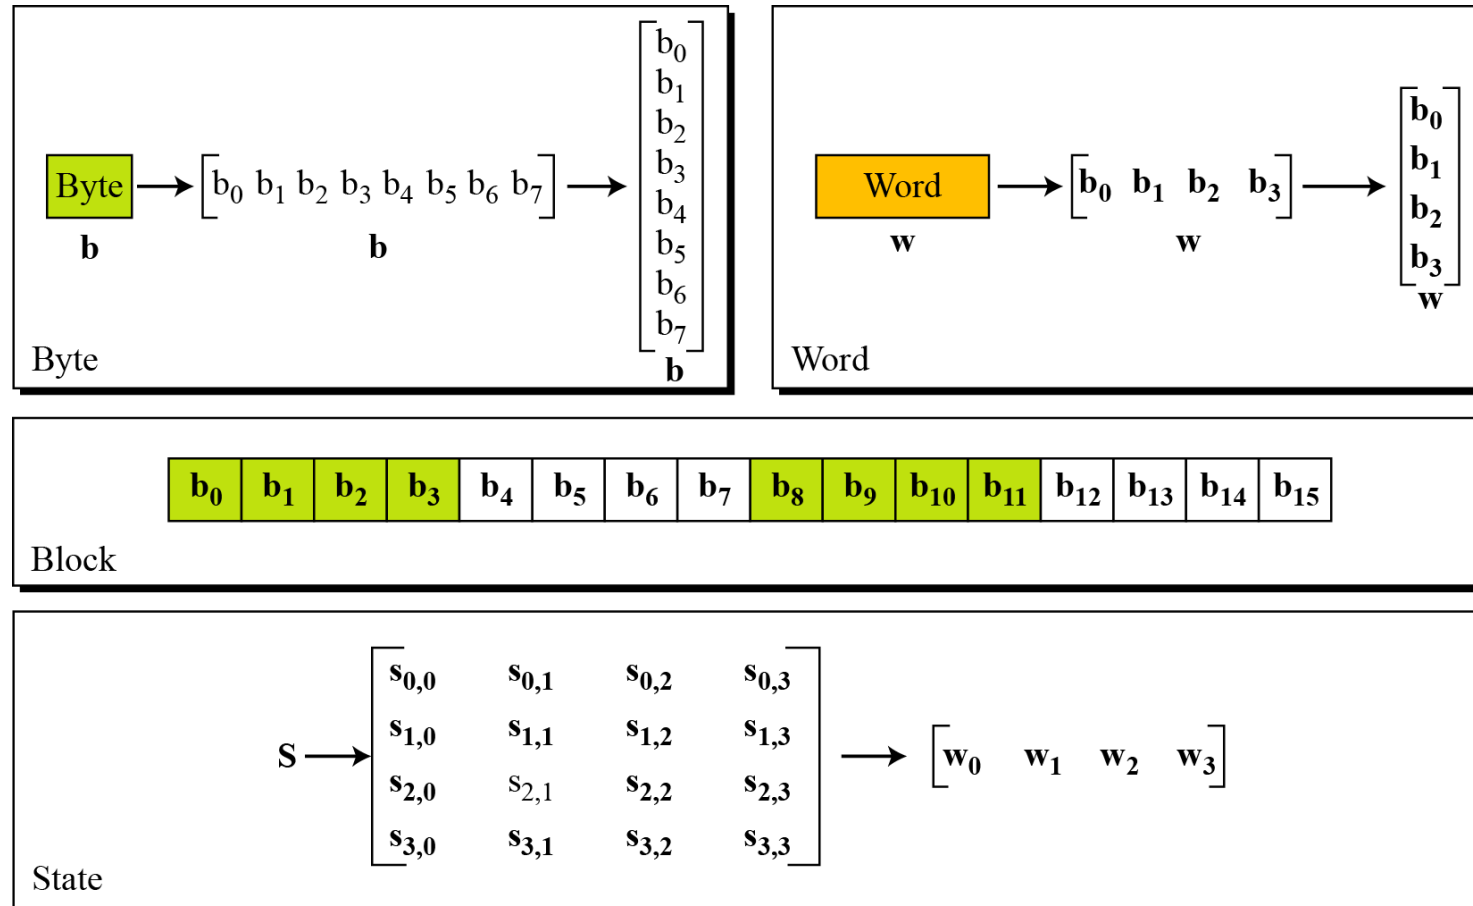 Byte
b
b₀ b₁ b₂ b₃ b₄ b₅ b₆ b₇
b
b₀
b₁
b₂
b₃
b₄
b₅
b₆
b₇
b
Byte
Word
w
b₀ b₁ b₂ b₃
w
b₀
b₁
b₂
b₃
w
Word
b₀ b₁ b₂ b₃ b₄ b₅ b₆ b₇ b₈ b₉ b₁₀ b₁₁ b₁₂ b₁₃ b₁₄ b₁₅
Block
S
s₀,₀ s₀,₁ s₀,₂ s₀,₃
s₁,₀ s₁,₁ s₁,₂ s₁,₃
s₂,₀ s₂,₁ s₂,₂ s₂,₃
s₃,₀ s₃,₁ s₃,₂ s₃,₃
w₀ w₁ w₂ w₃
State